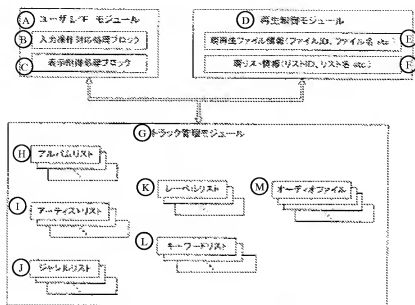 A ユーザ I/F モジュール
B 入力操作対応処理ブロック
C 表示制御処理ブロック
D 再生制御モジュール
E 現再生ファイル情報(ファイルID、ファイル名 etc)
F 現リスト情報(リストID、リスト名 etc)
G トラック管理モジュール
H アルバムリスト
I アーティストリスト
J ジャンルリスト
K レーベルリスト
L キーワードリスト
M オーディオファイル